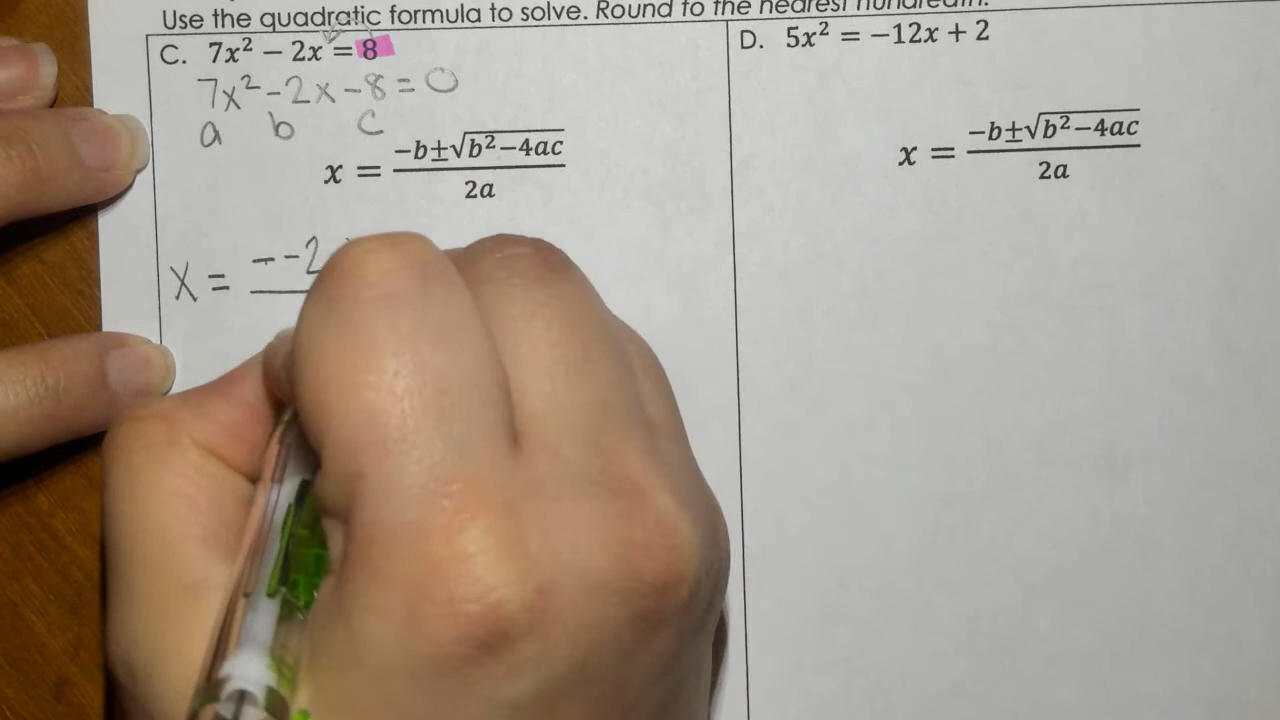 Use the quadratic formula to solve. Round to the nearest hundredth.
C. 7x² − 2x = 8
7x² - 2x - 8 = 0
a b c
x = −b±√b²−4ac / 2a
x = --2
D. 5x² = −12x + 2
x = −b±√b²−4ac / 2a